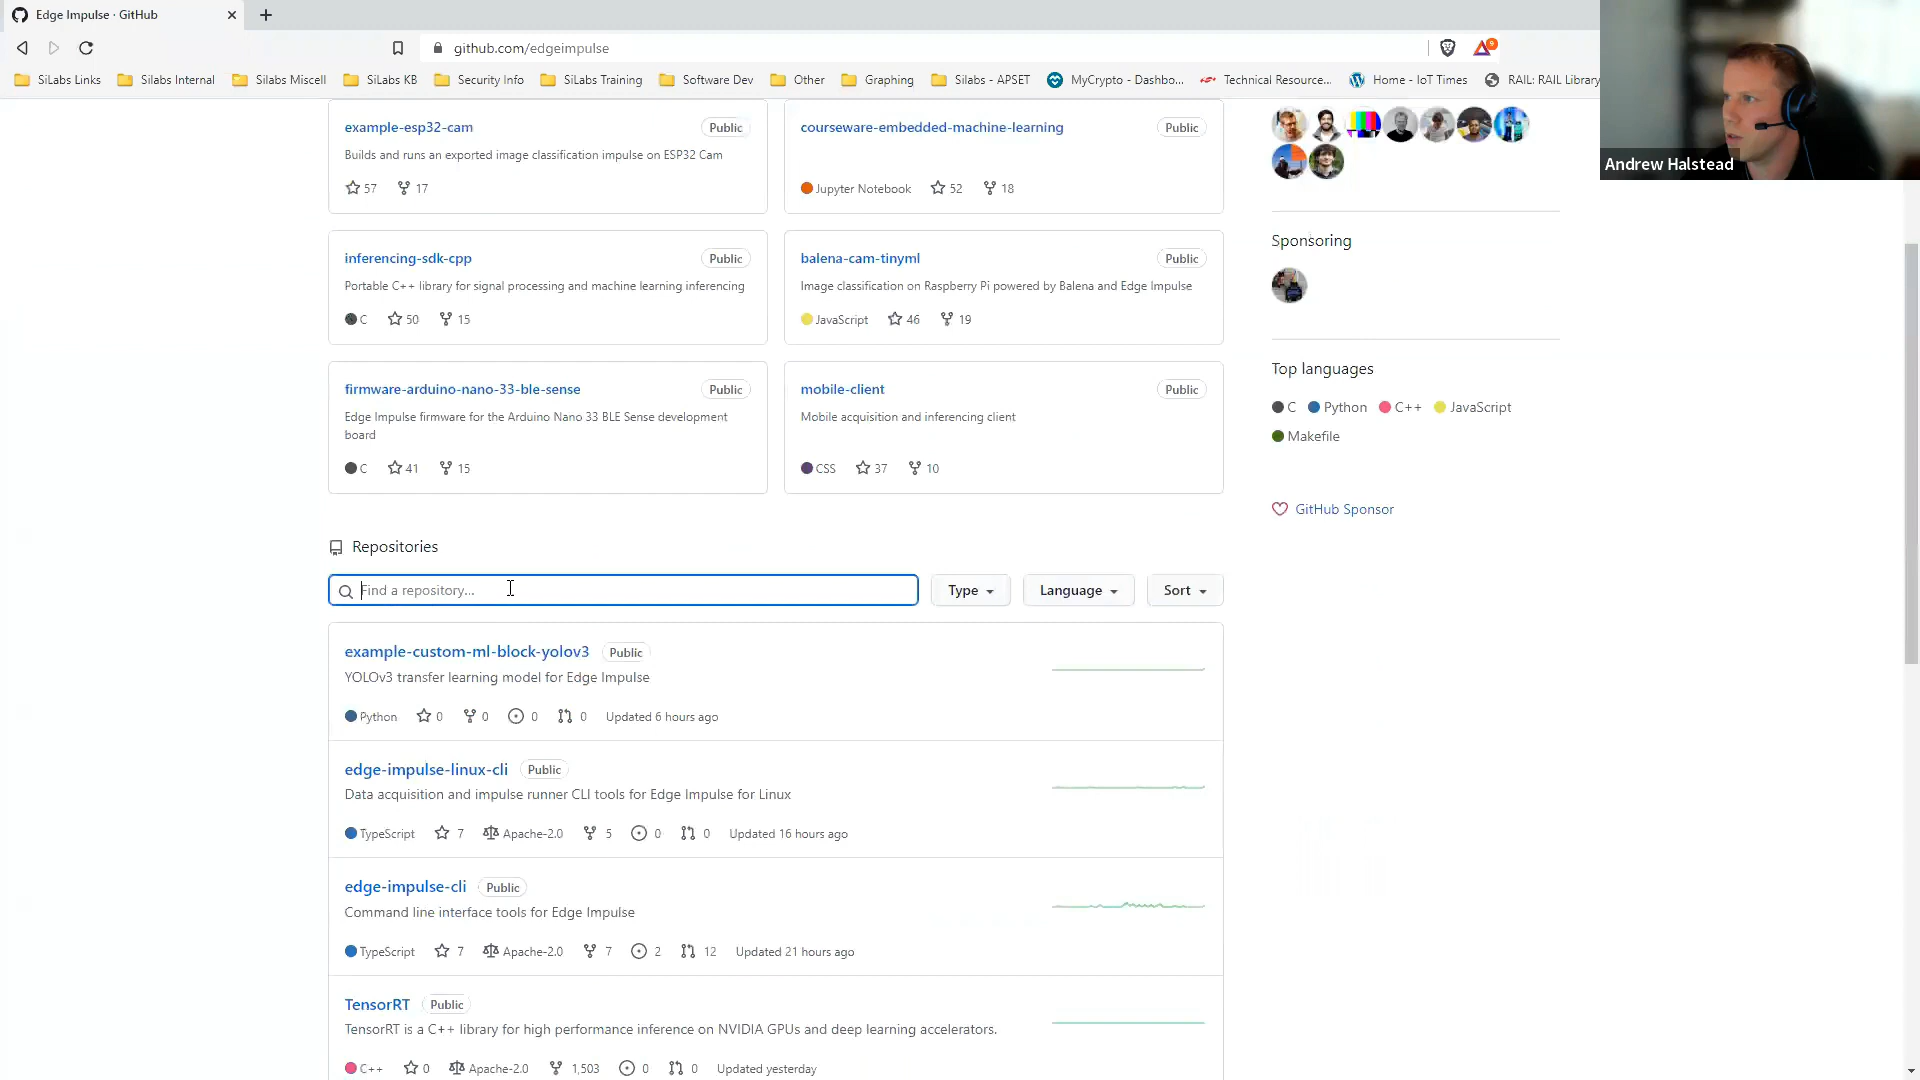 Edge Impulse · GitHub
github.com/edgeimpulse
9
SiLabs Links
Silabs Internal
Silabs Miscell
SiLabs KB
Security Info
SiLabs Training
Software Dev
Other
Graphing
Silabs - APSET
MyCrypto - Dashbo...
Technical Resource...
Home - IoT Times
RAIL: RAIL Library
Andrew Halstead
example-esp32-cam Public
Builds and runs an exported image classification impulse on ESP32 Cam
57 17
courseware-embedded-machine-learning Public
Jupyter Notebook 52 18
inferencing-sdk-cpp Public
Portable C++ library for signal processing and machine learning inferencing
C 50 15
balena-cam-tinyml Public
Image classification on Raspberry Pi powered by Balena and Edge Impulse
JavaScript 46 19
firmware-arduino-nano-33-ble-sense Public
Edge Impulse firmware for the Arduino Nano 33 BLE Sense development
board
C 41 15
mobile-client Public
Mobile acquisition and inferencing client
CSS 37 10
Sponsoring
Top languages
C Python C++ JavaScript
Makefile
GitHub Sponsor
Repositories
Find a repository...
Type
Language
Sort
example-custom-ml-block-yolov3 Public
YOLOv3 transfer learning model for Edge Impulse
Python 0 0 0 0 Updated 6 hours ago
edge-impulse-linux-cli Public
Data acquisition and impulse runner CLI tools for Edge Impulse for Linux
TypeScript 7 Apache-2.0 5 0 0 Updated 16 hours ago
edge-impulse-cli Public
Command line interface tools for Edge Impulse
TypeScript 7 Apache-2.0 7 2 12 Updated 21 hours ago
TensorRT Public
TensorRT is a C++ library for high performance inference on NVIDIA GPUs and deep learning accelerators.
C++ 0 Apache-2.0 1,503 0 0 Updated yesterday